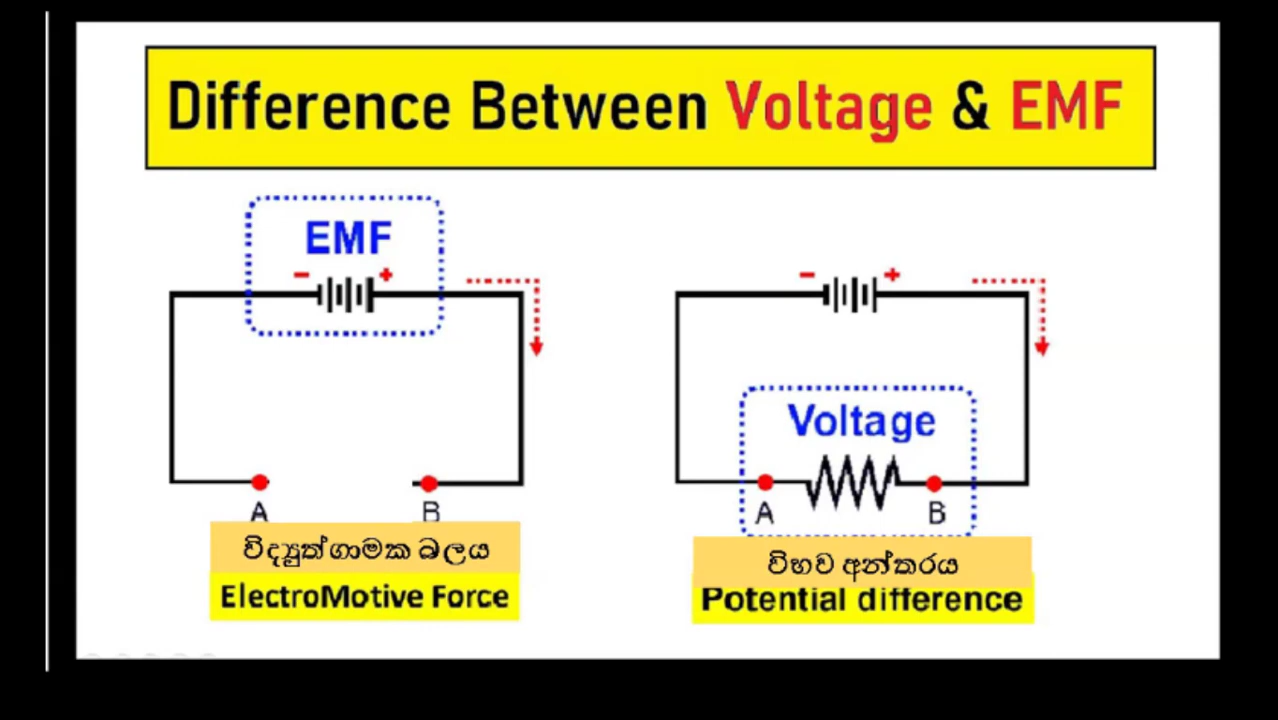 Difference Between Voltage & EMF
EMF
- +
- +
Voltage
A B
A B
විද්‍යුත්ගාමක බලය
විභව අන්තරය
ElectroMotive Force
Potential difference